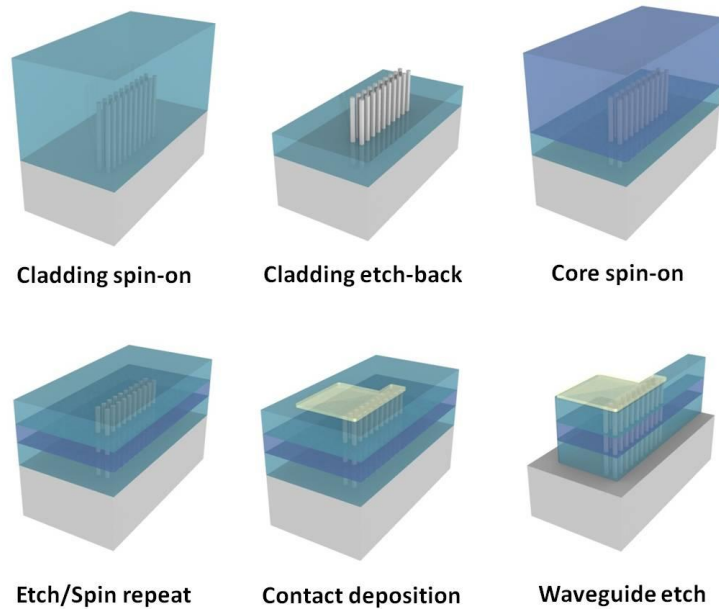 Cladding spin-on
Cladding etch-back
Core spin-on
Etch/Spin repeat
Contact deposition
Waveguide etch